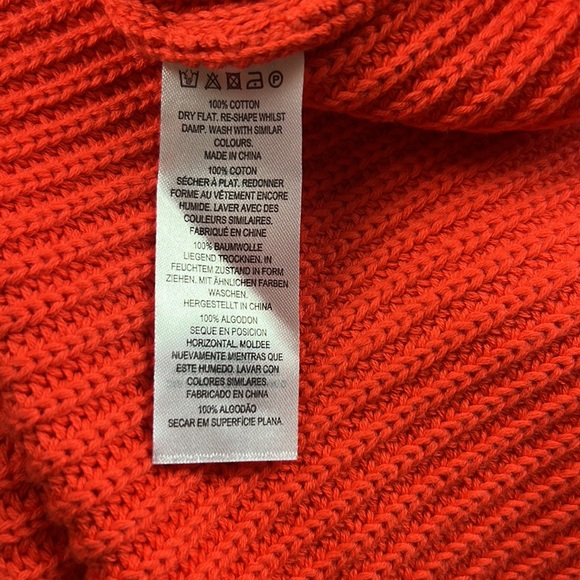 100% COTTON
DRY FLAT. RE-SHAPE WHILST
DAMP. WASH WITH SIMILAR
COLOURS.
MADE IN CHINA
100% COTON
SÉCHER À PLAT. REDONNER
FORME AU VÊTEMENT ENCORE
HUMIDE. LAVER AVEC DES
COULEURS SIMILAIRES.
FABRIQUÉ EN CHINE
100% BAUMWOLLE
LIEGEND TROCKNEN. IN
FEUCHTEM ZUSTAND IN FORM
ZIEHEN. MIT ÄHNLICHEN FARBEN
WASCHEN.
HERGESTELLT IN CHINA
100% ALGODON
SEQUE EN POSICION
HORIZONTAL. MOLDEE
NUEVAMENTE MIENTRAS QUE
ESTE HUMEDO. LAVAR CON
COLORES SIMILARES.
FABRICADO EN CHINA
100% ALGODÃO
SECAR EM SUPERFÍCIE PLANA.